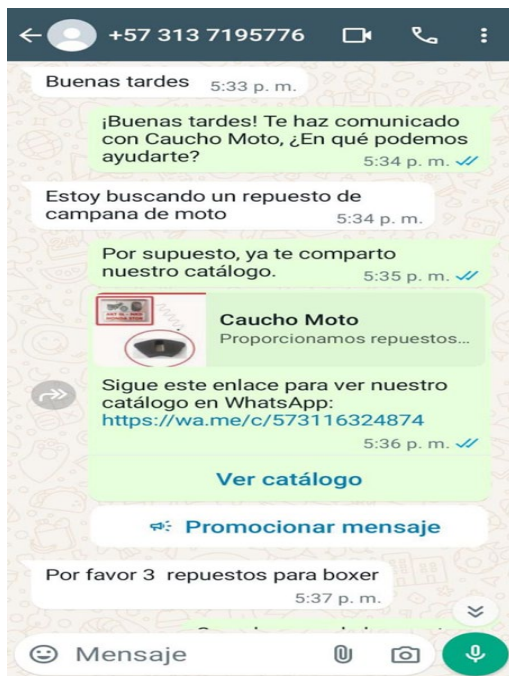 +57 313 7195776
Buenas tardes 5:33 p. m.
¡Buenas tardes! Te haz comunicado
con Caucho Moto, ¿En qué podemos
ayudarte? 5:34 p. m.
Estoy buscando un repuesto de
campana de moto 5:34 p. m.
Por supuesto, ya te comparto
nuestro catálogo. 5:35 p. m.
Caucho Moto
Proporcionamos repuestos...
Sigue este enlace para ver nuestro
catálogo en WhatsApp:
https://wa.me/c/573116324874
5:36 p. m.
Ver catálogo
Promocionar mensaje
Por favor 3 repuestos para boxer
5:37 p. m.
Mensaje